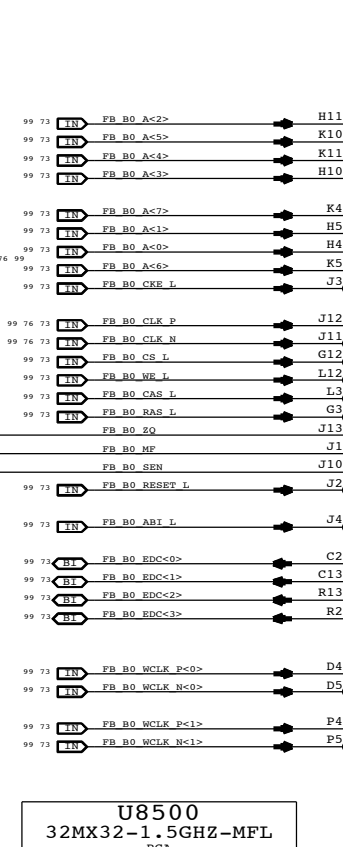 99 73 IN FB_B0_A<2> H11
99 73 IN FB_B0_A<5> K10
99 73 IN FB_B0_A<4> K11
99 73 IN FB_B0_A<3> H10
99 73 IN FB_B0_A<7> K4
99 73 IN FB_B0_A<1> H5
99 73 IN FB_B0_A<0> H4
76 99
99 73 IN FB_B0_A<6> K5
99 73 IN FB_B0_CKE_L J3
99 76 73 IN FB_B0_CLK_P J12
99 76 73 IN FB_B0_CLK_N J11
99 73 IN FB_B0_CS_L G12
99 73 IN FB_B0_WE_L L12
99 73 IN FB_B0_CAS_L L3
99 73 IN FB_B0_RAS_L G3
FB_B0_ZQ J13
FB_B0_MF J1
FB_B0_SEN J10
99 73 IN FB_B0_RESET_L J2
99 73 IN FB_B0_ABI_L J4
99 73 BI FB_B0_EDC<0> C2
99 73 BI FB_B0_EDC<1> C13
99 73 BI FB_B0_EDC<2> R13
99 73 BI FB_B0_EDC<3> R2
99 73 IN FB_B0_WCLK_P<0> D4
99 73 IN FB_B0_WCLK_N<0> D5
99 73 IN FB_B0_WCLK_P<1> P4
99 73 IN FB_B0_WCLK_N<1> P5
U8500
32MX32-1.5GHZ-MFL